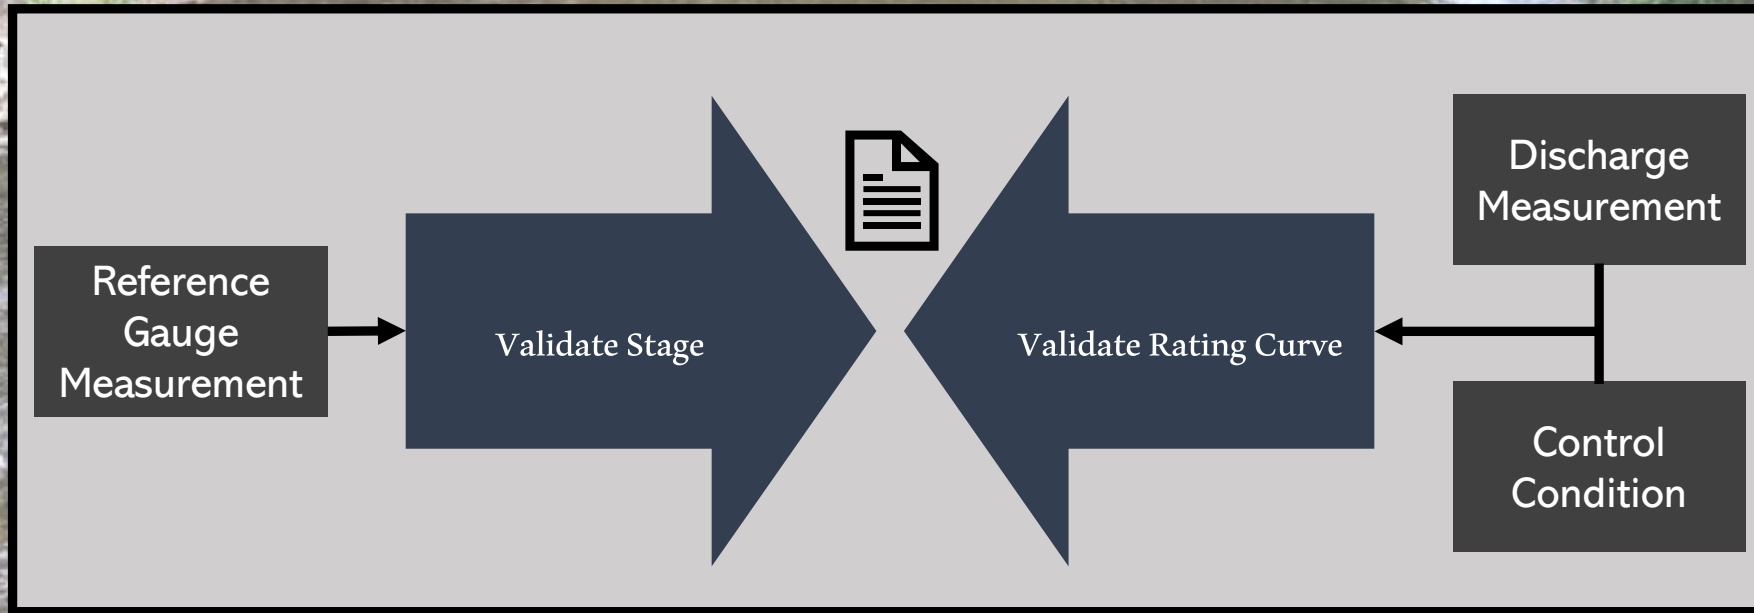 Reference
Gauge
Measurement
Validate Stage
Validate Rating Curve
Discharge
Measurement
Control
Condition